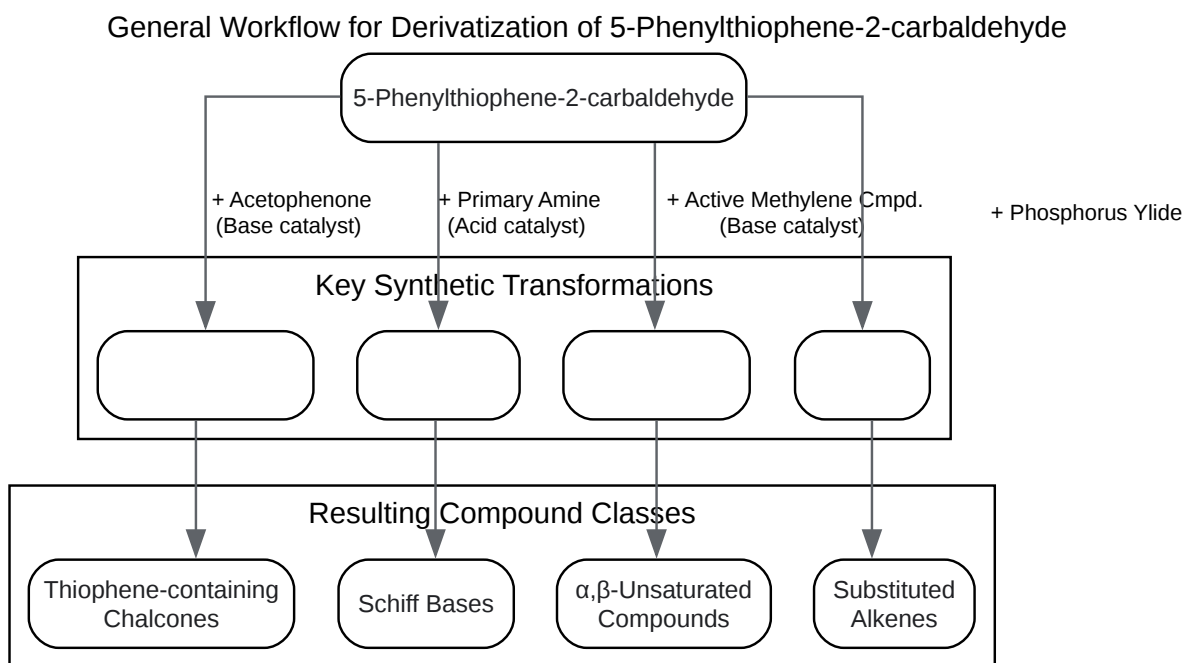 General Workflow for Derivatization of 5-Phenylthiophene-2-carbaldehyde
5-Phenylthiophene-2-carbaldehyde
+ Acetophenone
(Base catalyst)
+ Primary Amine
(Acid catalyst)
+ Active Methylene Cmpd.
(Base catalyst)
+ Phosphorus Ylide
Key Synthetic Transformations
Resulting Compound Classes
Thiophene-containing
Chalcones
Schiff Bases
α,β-Unsaturated
Compounds
Substituted
Alkenes